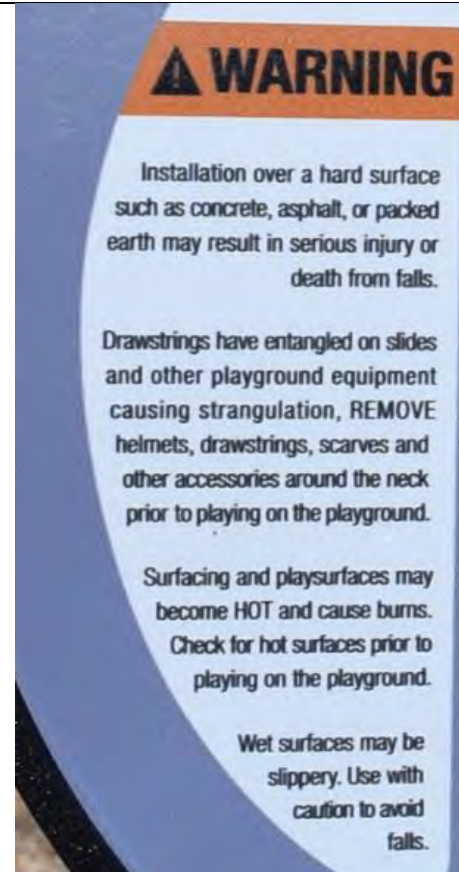 WARNING
Installation over a hard surface
such as concrete, asphalt, or packed
earth may result in serious injury or
death from falls.
Drawstrings have entangled on slides
and other playground equipment
causing strangulation, REMOVE
helmets, drawstrings, scarves and
other accessories around the neck
prior to playing on the playground.
Surfacing and playsurfaces may
become HOT and cause burns.
Check for hot surfaces prior to
playing on the playground.
Wet surfaces may be
slippery. Use with
caution to avoid
falls.